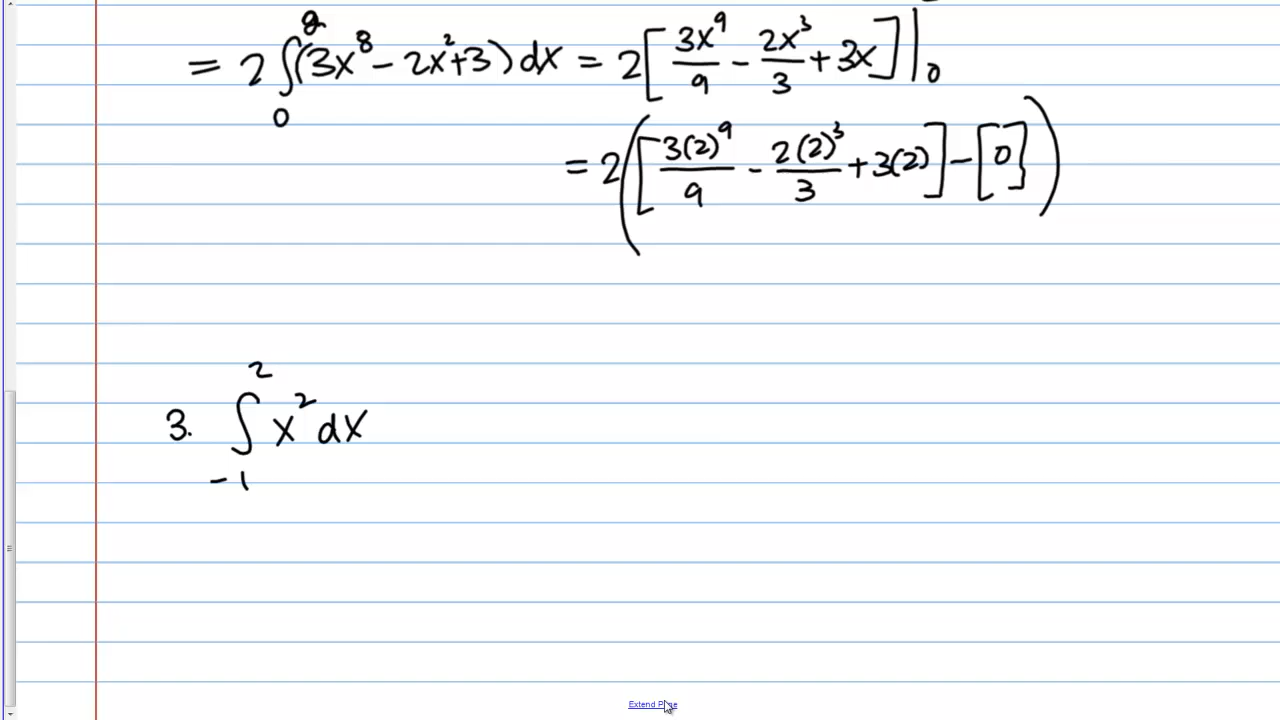 = 2 ∫₀² (3x⁸ − 2x² + 3) dx = 2[3x⁹/9 − 2x³/3 + 3x]|₀
= 2([3(2)⁹/9 − 2(2)³/3 + 3(2)] − [0])
3. ∫₋₁² x² dx
Extend Page